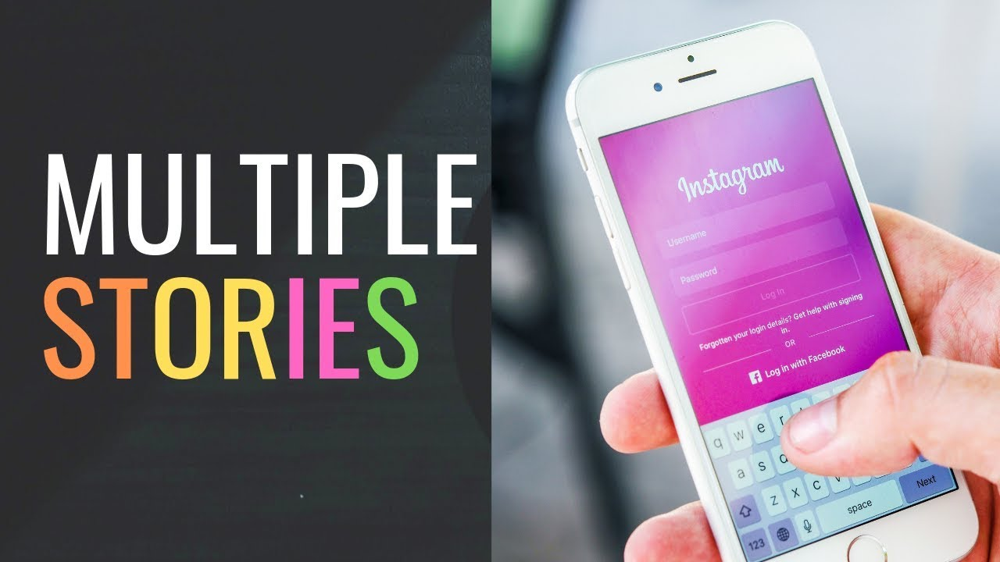 MULTIPLE
STORIES
Instagram
Username
Password
Log In
Forgotten your login details? Get help with signing
in.
OR
Log in with Facebook
q w e r
a s d
z x c v
Next
123 space